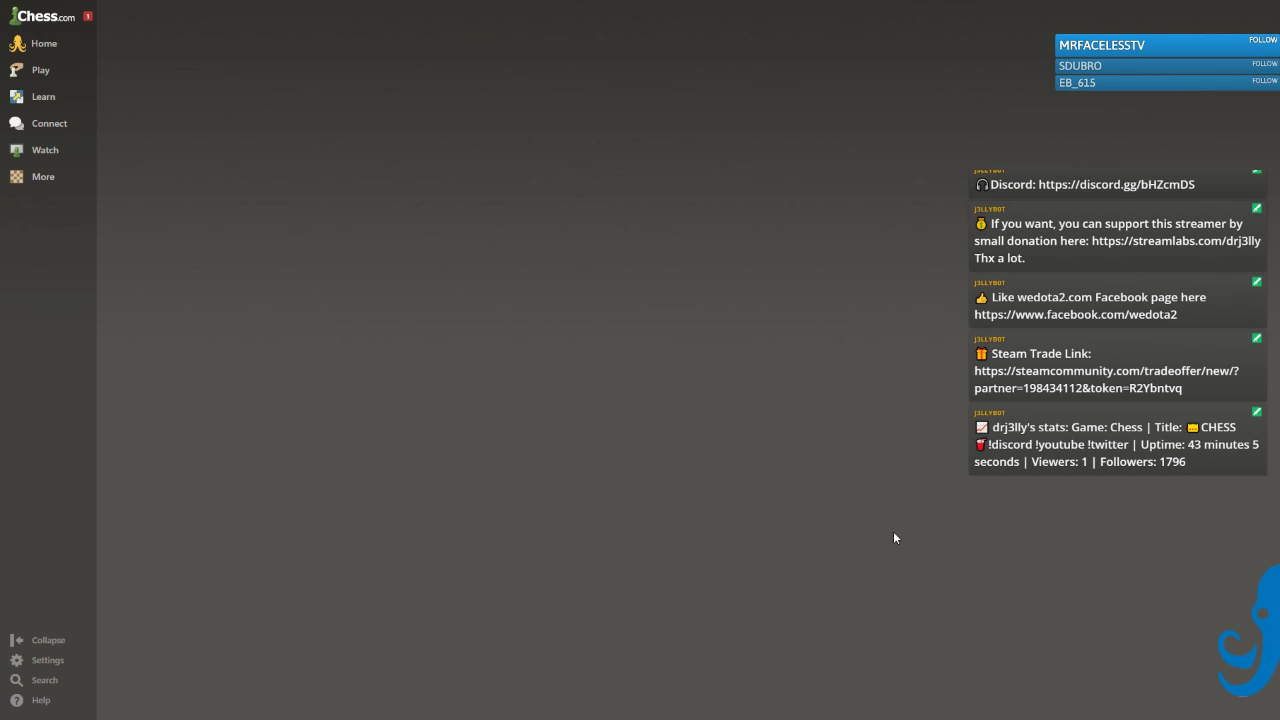 Chess.com 1
Home
Play
Learn
Connect
Watch
More
Collapse
Settings
Search
Help
MRFACELESSTV FOLLOW
SDUBRO FOLLOW
EB_615 FOLLOW
J3LLYBOT
Discord: https://discord.gg/bHZcmDS
J3LLYBOT
If you want, you can support this streamer by
small donation here: https://streamlabs.com/drj3lly
Thx a lot.
J3LLYBOT
Like wedota2.com Facebook page here
https://www.facebook.com/wedota2
J3LLYBOT
Steam Trade Link:
https://steamcommunity.com/tradeoffer/new/?
partner=198434112&token=R2Ybntvq
J3LLYBOT
drj3lly's stats: Game: Chess | Title: CHESS
!discord !youtube !twitter | Uptime: 43 minutes 5
seconds | Viewers: 1 | Followers: 1796